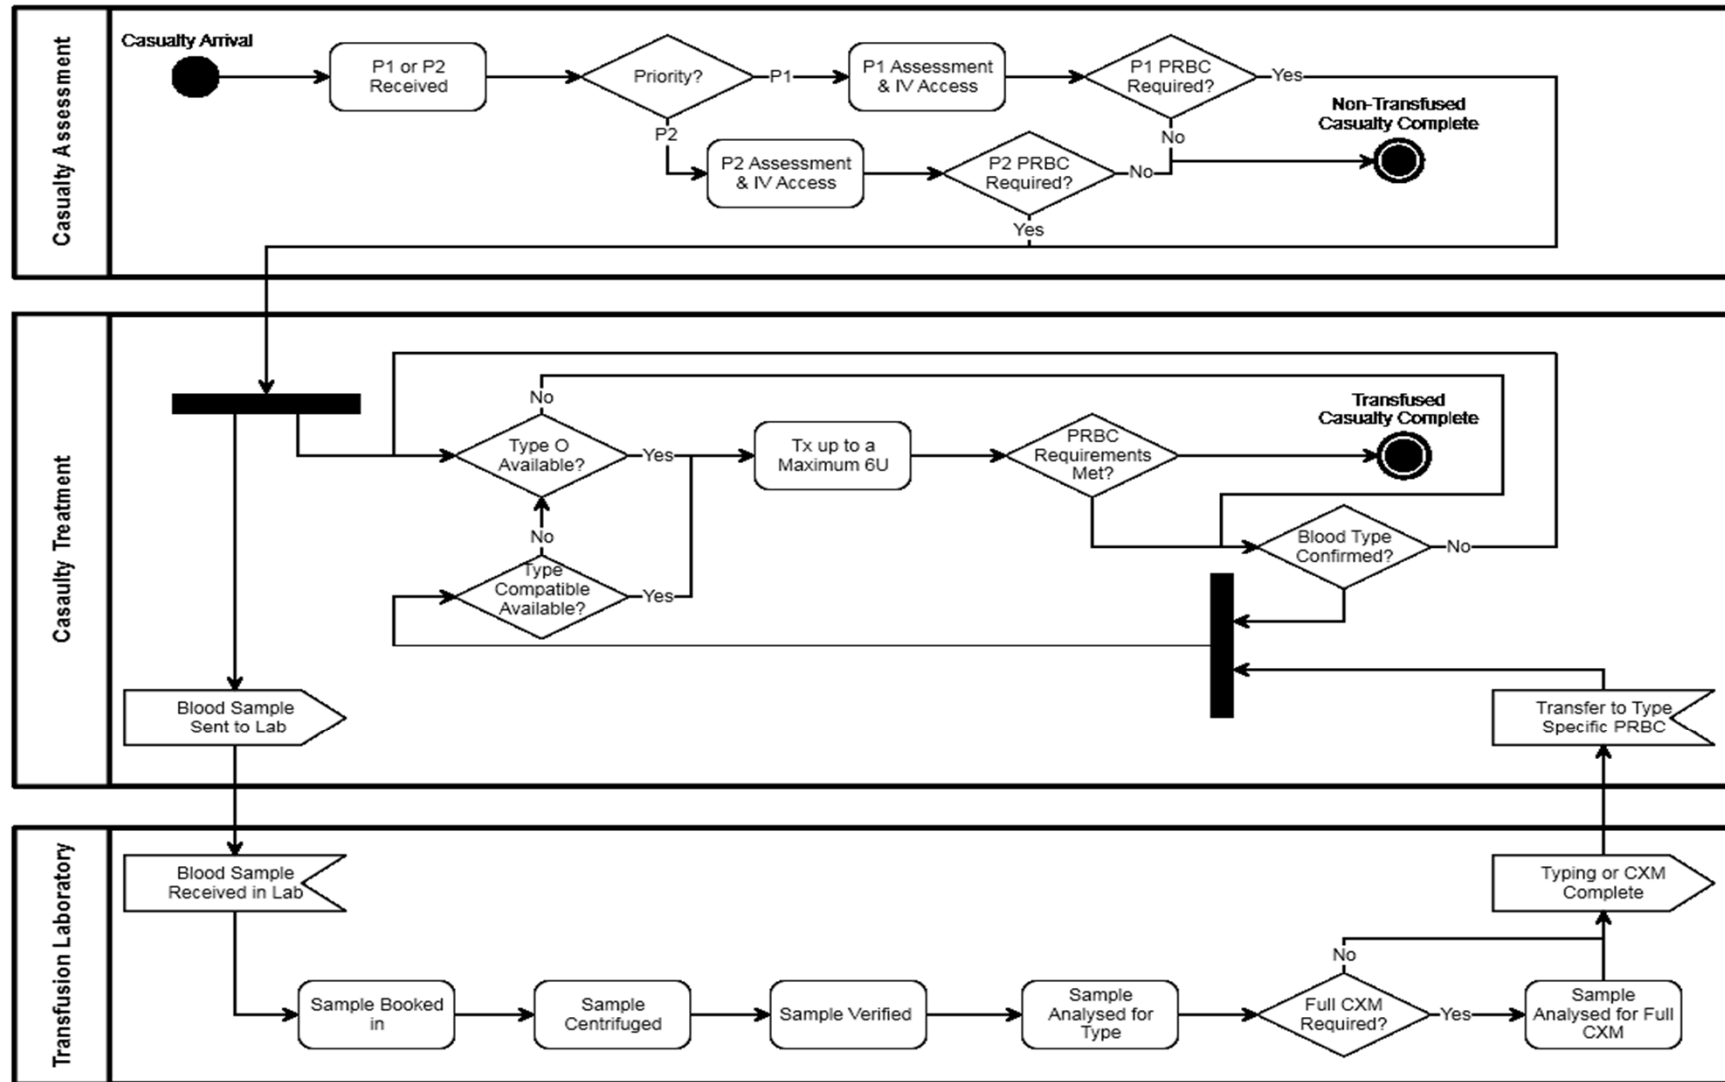 Casualty Assessment
Casualty Arrival
P1 or P2
Received
Priority?
P1
P1 Assessment
& IV Access
P1 PRBC
Required?
Yes
Non-Transfused
Casualty Complete
No
P2
P2 Assessment
& IV Access
P2 PRBC
Required?
No
Yes
Casaulty Treatment
No
Type O
Available?
Yes
Tx up to a
Maximum 6U
PRBC
Requirements
Met?
Transfused
Casualty Complete
No
Type
Compatible
Available?
Yes
Blood Type
Confirmed?
No
Blood Sample
Sent to Lab
Transfer to Type
Specific PRBC
Transfusion Laboratory
Blood Sample
Received in Lab
Typing or CXM
Complete
Sample Booked
in
Sample
Centrifuged
Sample Verified
Sample
Analysed for
Type
No
Full CXM
Required?
Yes
Sample
Analysed for Full
CXM